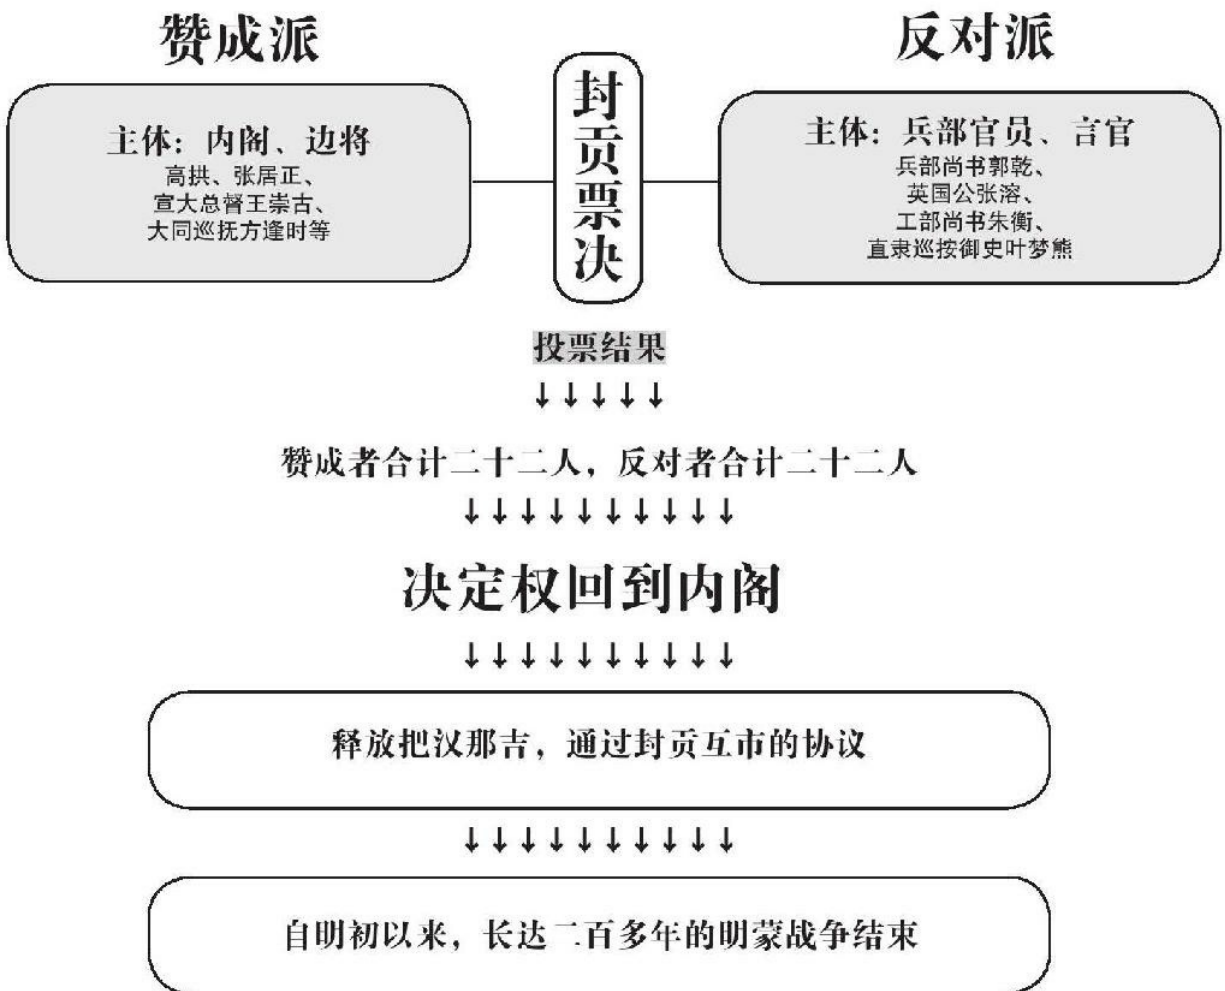 赞成派
主体：内阁、边将
高拱、张居正、
宣大总督王崇古、
大同巡抚方逢时等
封贡票决
反对派
主体：兵部官员、言官
兵部尚书郭乾、
英国公张溶、
工部尚书朱衡、
直隶巡按御史叶梦熊
投票结果
↓↓↓↓↓
赞成者合计二十二人，反对者合计二十二人
↓↓↓↓↓↓↓↓↓↓
决定权回到内阁
↓↓↓↓↓↓↓↓↓↓
释放把汉那吉，通过封贡互市的协议
↓↓↓↓↓↓↓↓↓↓
自明初以来，长达二百多年的明蒙战争结束